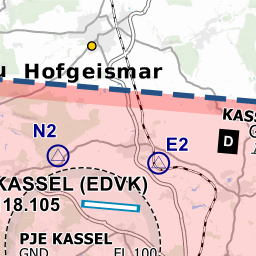 Hofgeismar
KASS
N2
E2
D
KASSEL (EDVK)
18.105
PJE KASSEL
GND FL 100